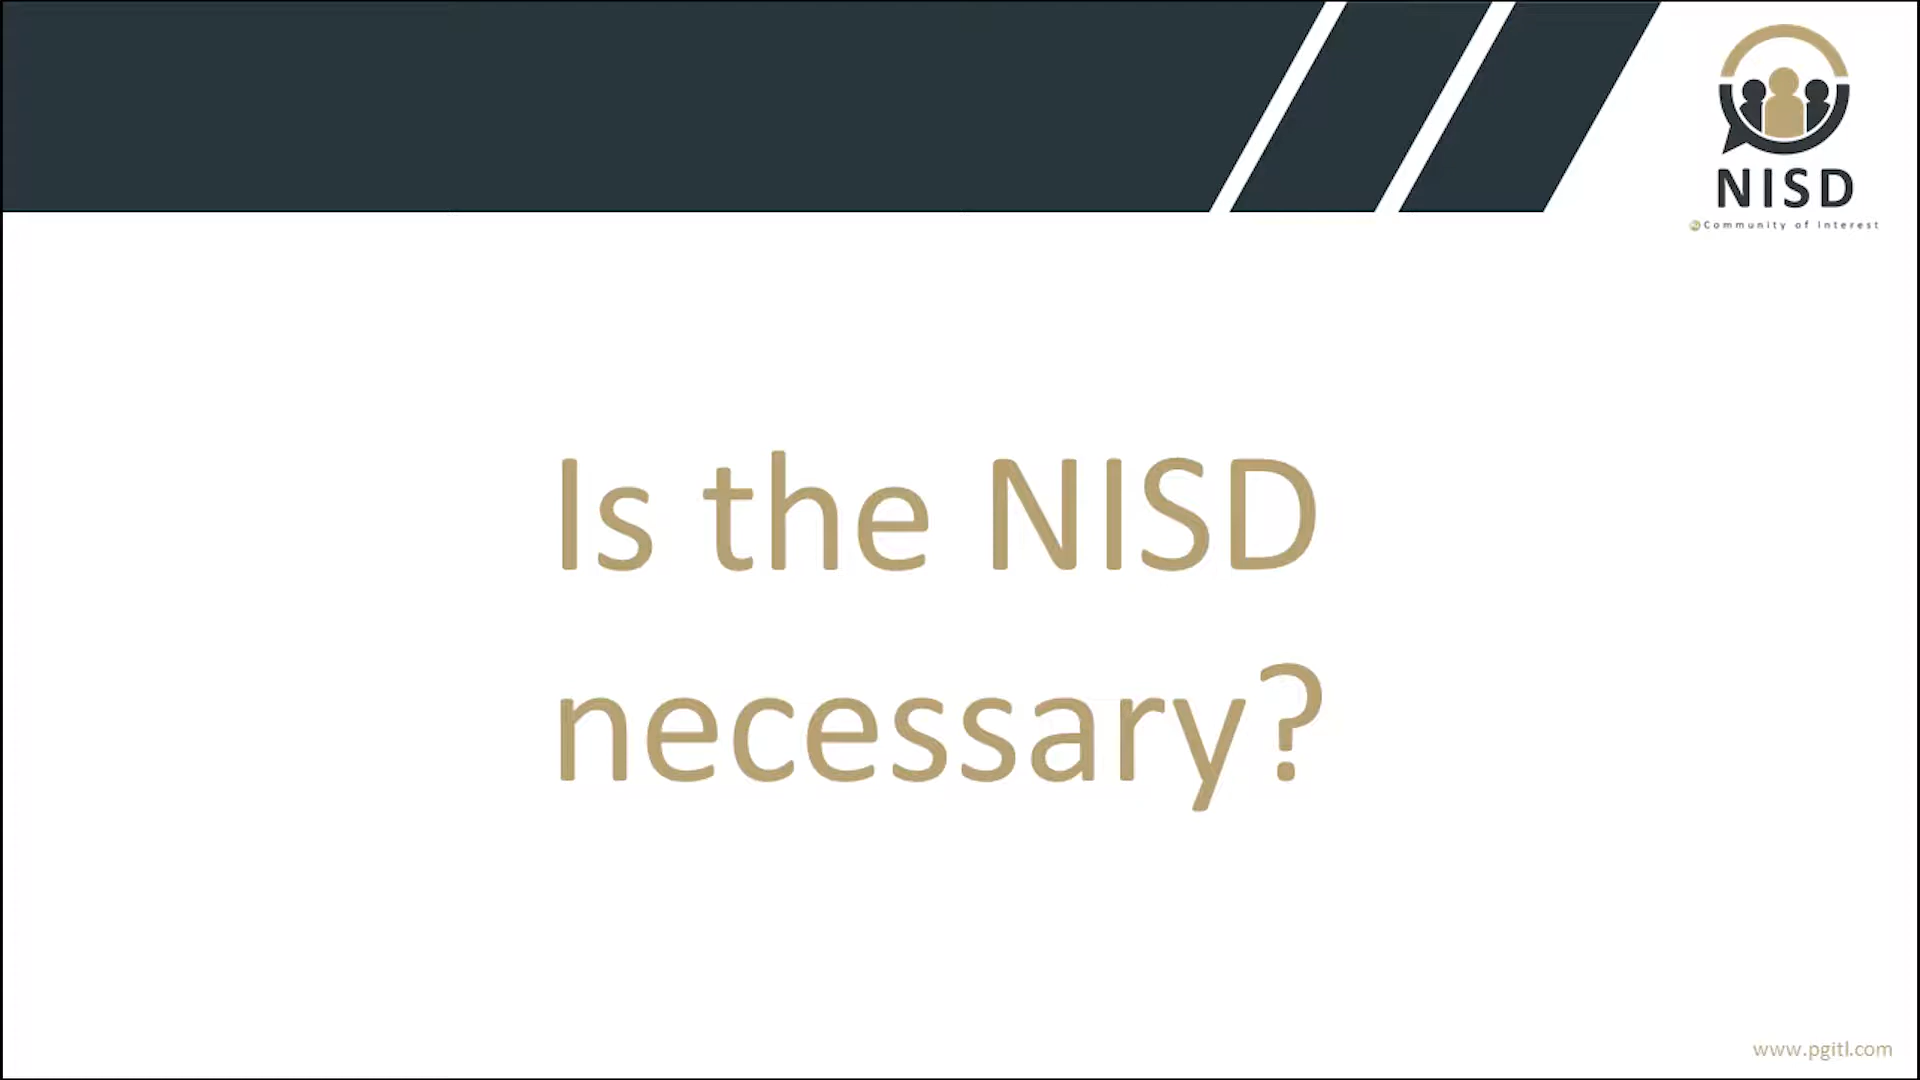 NISD
Community of Interest
Is the NISD
necessary?
www.pgitl.com